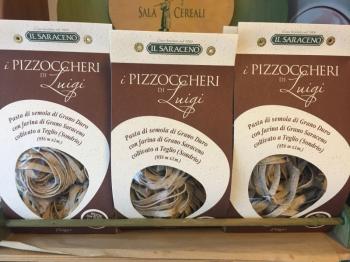 SALA CEREALI
IL SARACENO
i PIZZOCCHERI
DI
Luigi
Pasta di semola di Grano Duro
con farina di Grano Saraceno
coltivato a Teglio (Sondrio)
IL SARACENO
i PIZZOCCHERI
DI
Luigi
Pasta di semola di Grano Duro
con farina di Grano Saraceno
coltivato a Teglio (Sondrio)
IL SARACENO
i PIZZOCCHERI
DI
Luigi
Pasta di semola di Grano Duro
con farina di Grano Saraceno
coltivato a Teglio (Sondrio)